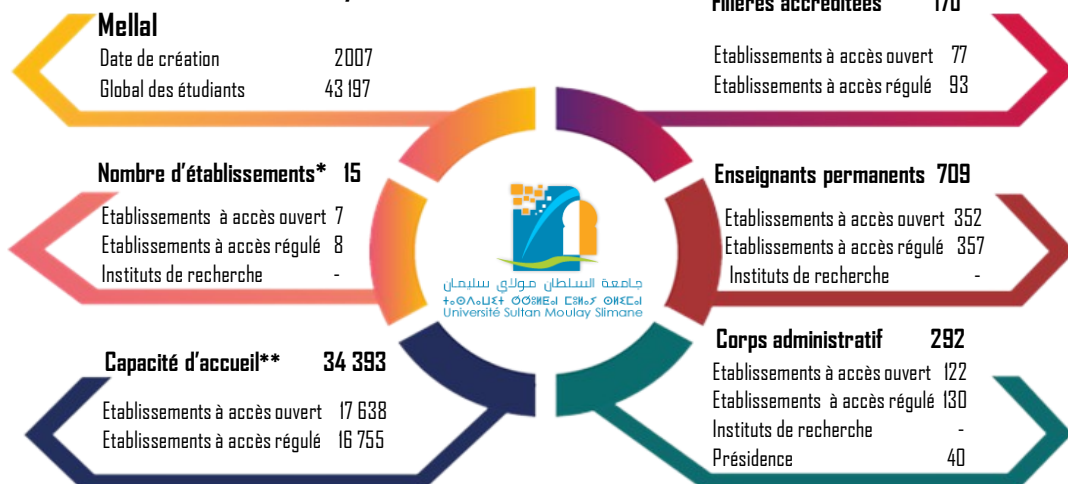 Mellal
Date de création 2007
Global des étudiants 43 197
Filières accréditées 170
Etablissements à accès ouvert 77
Etablissements à accès régulé 93
Nombre d'établissements* 15
Etablissements à accès ouvert 7
Etablissements à accès régulé 8
Instituts de recherche -
Enseignants permanents 709
Etablissements à accès ouvert 352
Etablissements à accès régulé 357
Instituts de recherche -
جامعة السلطان مولاي سليمان
Université Sultan Moulay Slimane
Capacité d'accueil** 34 393
Etablissements à accès ouvert 17 638
Etablissements à accès régulé 16 755
Corps administratif 292
Etablissements à accès ouvert 122
Etablissements à accès régulé 130
Instituts de recherche -
Présidence 40